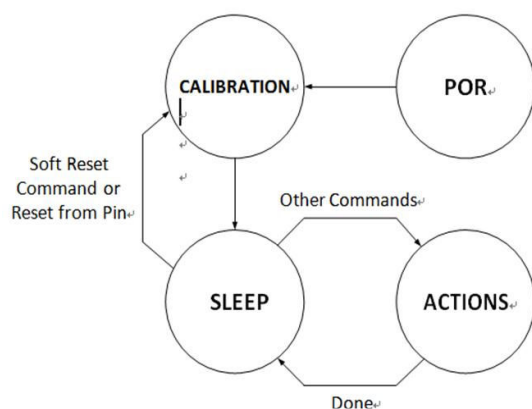 CALIBRATION
POR
Soft Reset
Command or
Reset from Pin
Other Commands
SLEEP
ACTIONS
Done